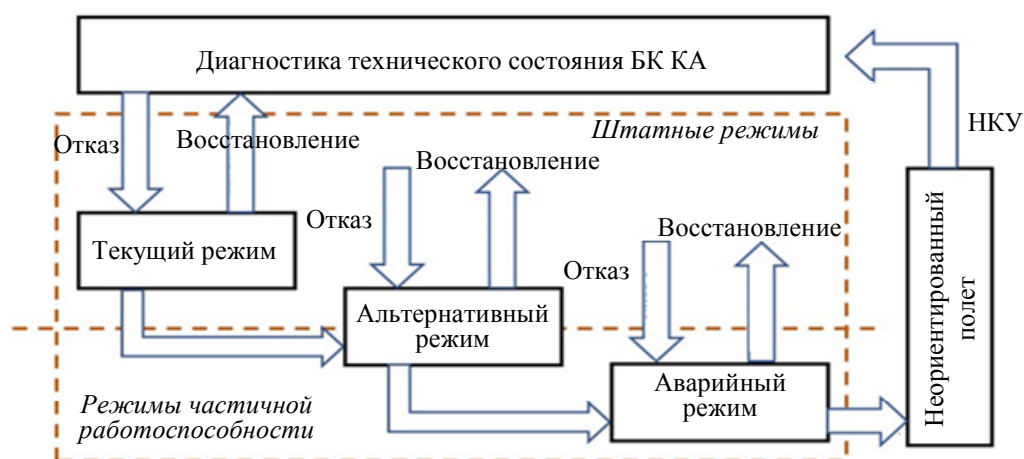 Диагностика технического состояния БК КА
НКУ
Штатные режимы
Отказ
Восстановление
Восстановление
Отказ
Восстановление
Отказ
Текущий режим
Альтернативный
режим
Аварийный
режим
Неориентированный
полет
Режимы частичной
работоспособности